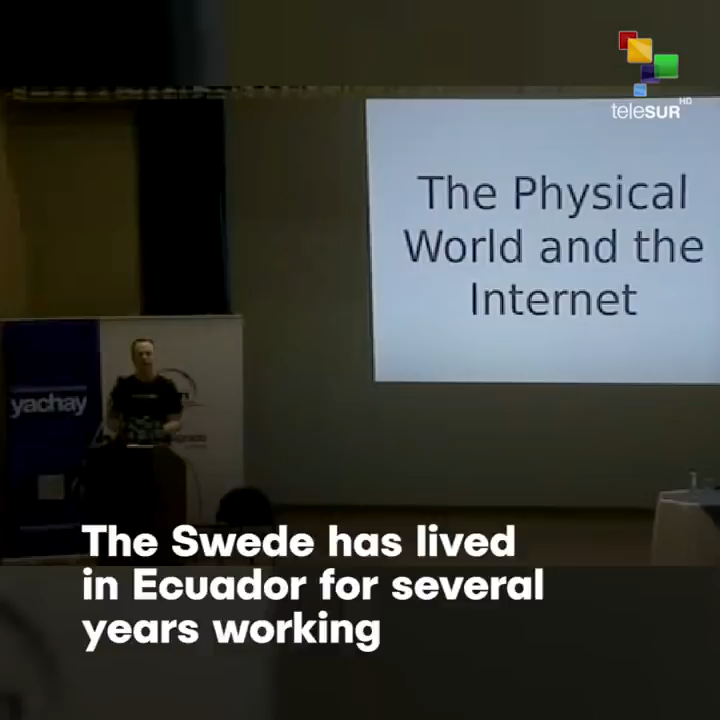 teleSUR HD
The Physical
World and the
Internet
yachay
The Swede has lived
in Ecuador for several
years working